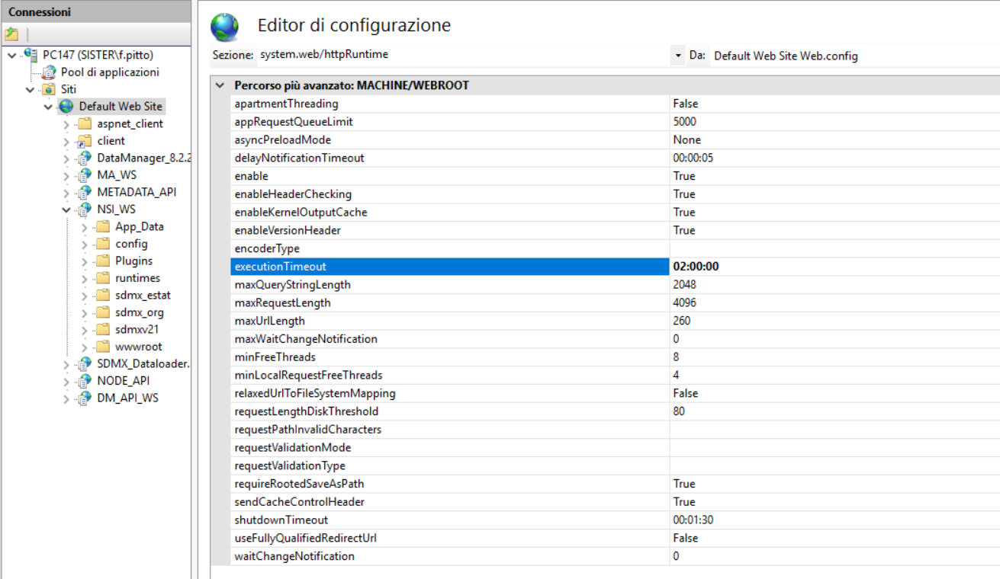 Connessioni
PC147 (SISTER\f.pitto)
Pool di applicazioni
Siti
Default Web Site
aspnet_client
client
DataManager_8.2.2
MA_WS
METADATA_API
NSI_WS
App_Data
config
Plugins
runtimes
sdmx_estat
sdmx_org
sdmxv21
wwwroot
SDMX_Dataloader.
NODE_API
DM_API_WS
Editor di configurazione
Sezione: system.web/httpRuntime Da: Default Web Site Web.config
Percorso più avanzato: MACHINE/WEBROOT
apartmentThreading False
appRequestQueueLimit 5000
asyncPreloadMode None
delayNotificationTimeout 00:00:05
enable True
enableHeaderChecking True
enableKernelOutputCache True
enableVersionHeader True
encoderType
executionTimeout 02:00:00
maxQueryStringLength 2048
maxRequestLength 4096
maxUrlLength 260
maxWaitChangeNotification 0
minFreeThreads 8
minLocalRequestFreeThreads 4
relaxedUrlToFileSystemMapping False
requestLengthDiskThreshold 80
requestPathInvalidCharacters
requestValidationMode
requestValidationType
requireRootedSaveAsPath True
sendCacheControlHeader True
shutdownTimeout 00:01:30
useFullyQualifiedRedirectUrl False
waitChangeNotification 0